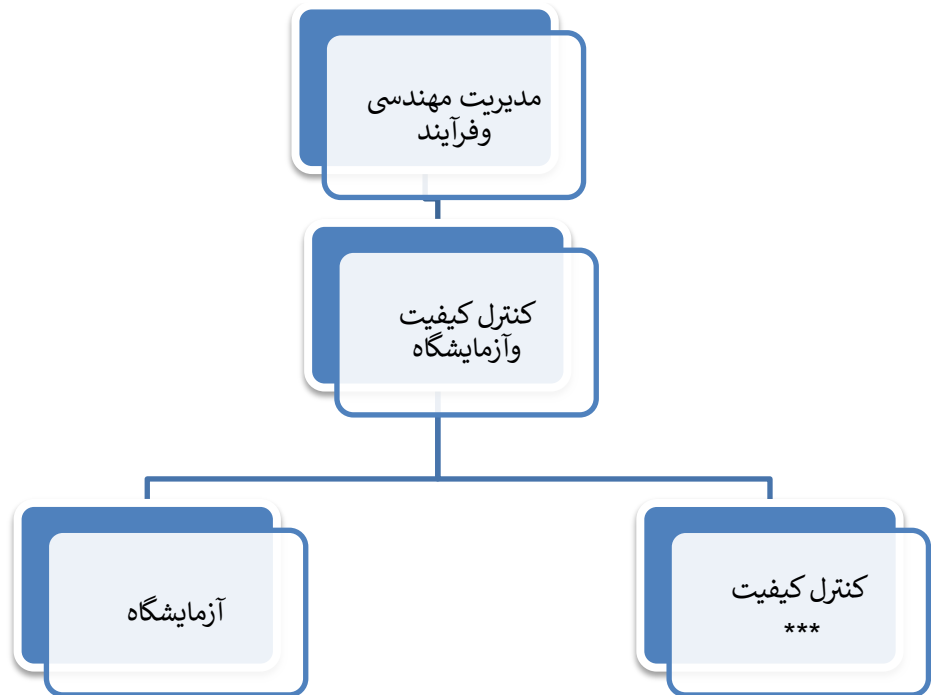 مدیریت مهندسی
وفرآیند
کنترل کیفیت
وآزمایشگاه
کنترل کیفیت
***
آزمایشگاه